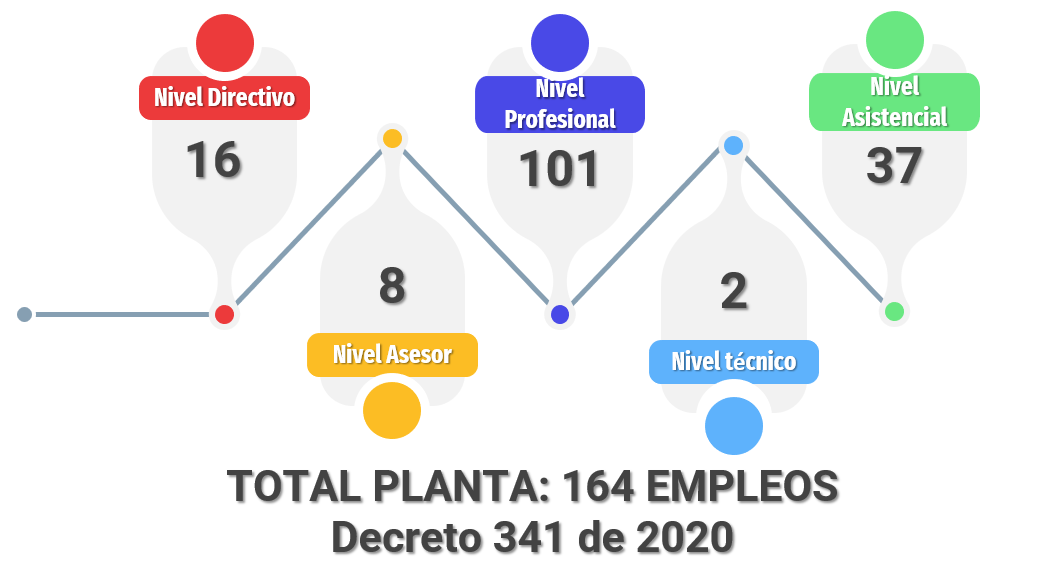 Nivel Directivo
16
8
Nivel Asesor
Nivel
Profesional
101
2
Nivel técnico
Nivel
Asistencial
37
TOTAL PLANTA: 164 EMPLEOS
Decreto 341 de 2020